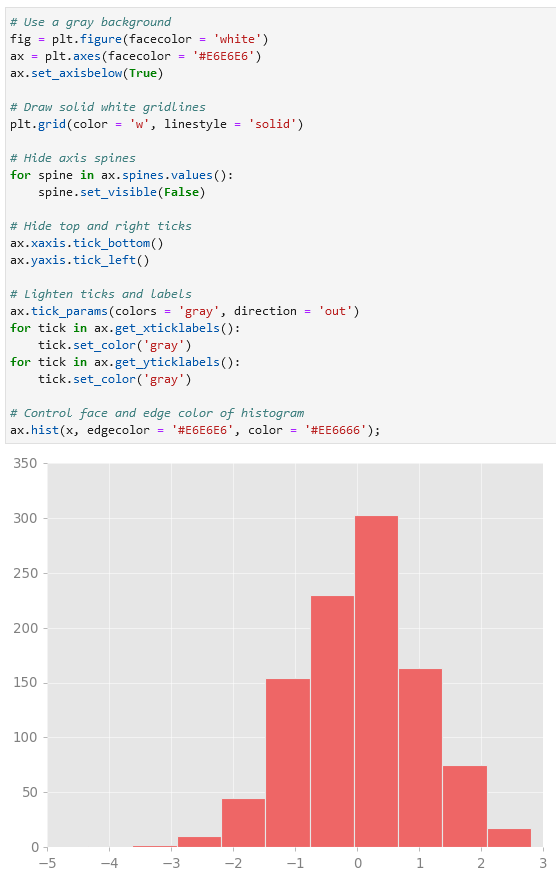 # Use a gray background
fig = plt.figure(facecolor = 'white')
ax = plt.axes(facecolor = '#E6E6E6')
ax.set_axisbelow(True)

# Draw solid white gridlines
plt.grid(color = 'w', linestyle = 'solid')

# Hide axis spines
for spine in ax.spines.values():
    spine.set_visible(False)

# Hide top and right ticks
ax.xaxis.tick_bottom()
ax.yaxis.tick_left()

# Lighten ticks and labels
ax.tick_params(colors = 'gray', direction = 'out')
for tick in ax.get_xticklabels():
    tick.set_color('gray')
for tick in ax.get_yticklabels():
    tick.set_color('gray')

# Control face and edge color of histogram
ax.hist(x, edgecolor = '#E6E6E6', color = '#EE6666');
350
300
250
200
150
100
50
0
−5 −4 −3 −2 −1 0 1 2 3